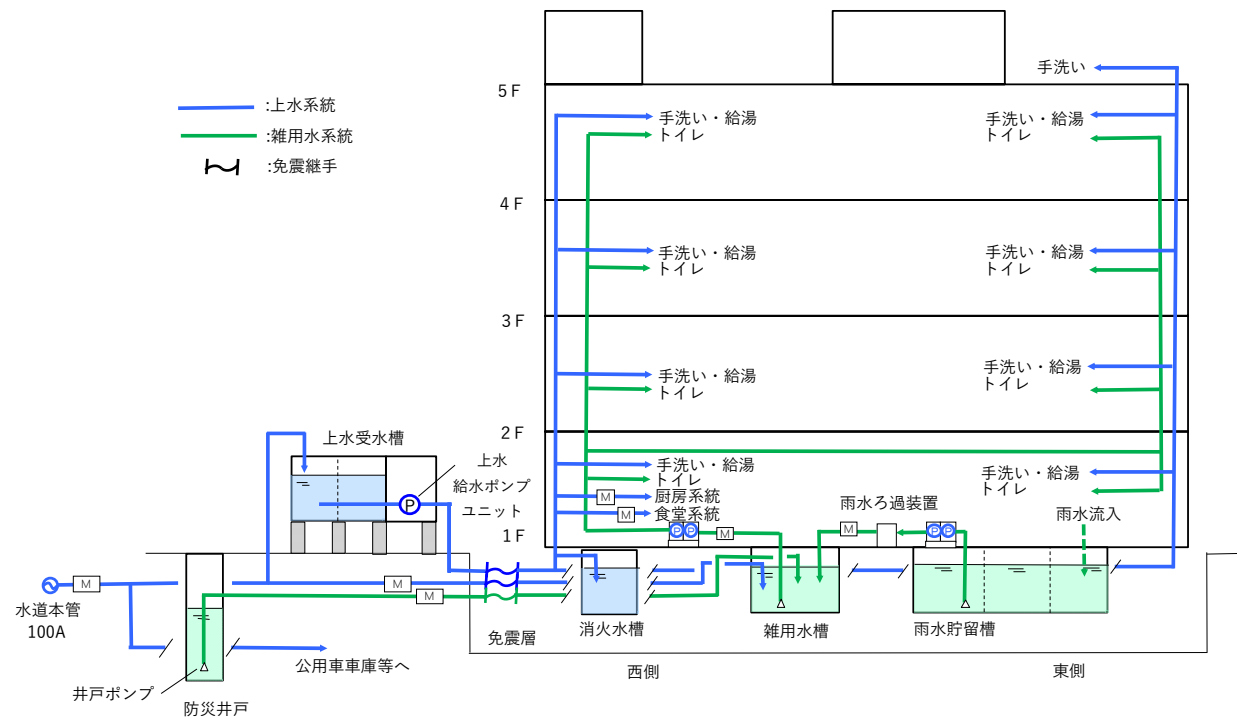 手洗い
5F
:上水系統
:雑用水系統
:免震継手
手洗い・給湯
トイレ
手洗い・給湯
トイレ
4F
手洗い・給湯
トイレ
手洗い・給湯
トイレ
3F
手洗い・給湯
トイレ
手洗い・給湯
トイレ
2F
上水受水槽
上水
給水ポンプ
ユニット
P
手洗い・給湯
トイレ
M
厨房系統
M
食堂系統
手洗い・給湯
トイレ
1F
P P
M
雨水ろ過装置
M
P P
雨水流入
M
水道本管
100A
M
M
免震層
消火水槽
雑用水槽
雨水貯留槽
公用車車庫等へ
西側
東側
井戸ポンプ
防災井戸